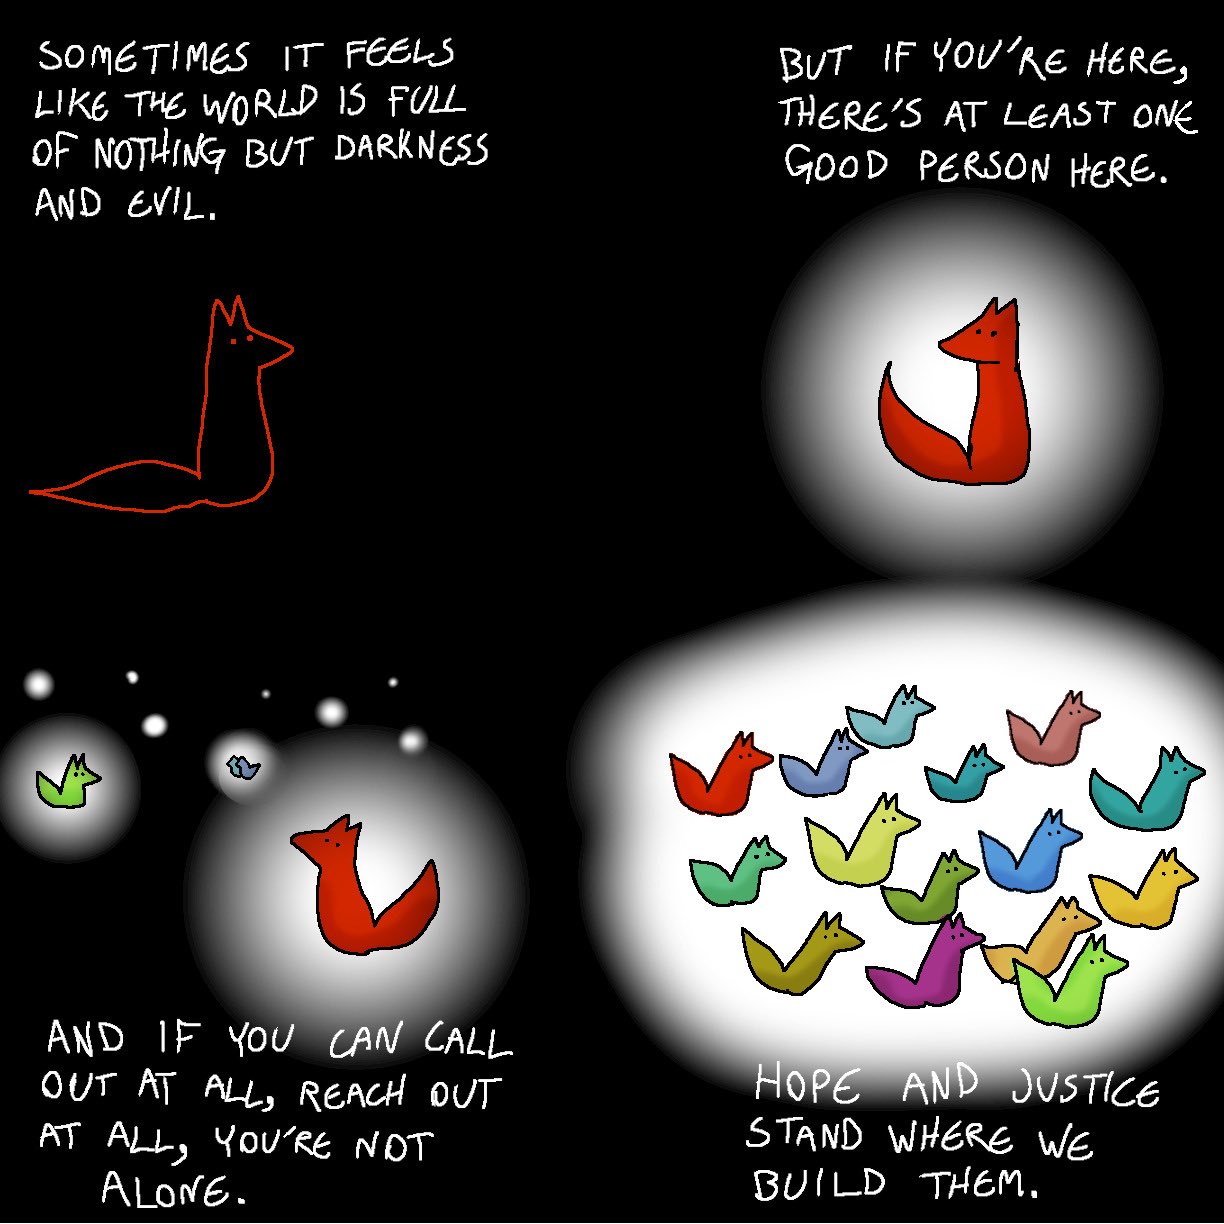 SOMETIMES IT FEELS
LIKE THE WORLD IS FULL
OF NOTHING BUT DARKNESS
AND EVIL.
BUT IF YOU'RE HERE,
THERE'S AT LEAST ONE
GOOD PERSON HERE.
AND IF YOU CAN CALL
OUT AT ALL, REACH OUT
AT ALL, YOU'RE NOT
ALONE.
HOPE AND JUSTICE
STAND WHERE WE
BUILD THEM.